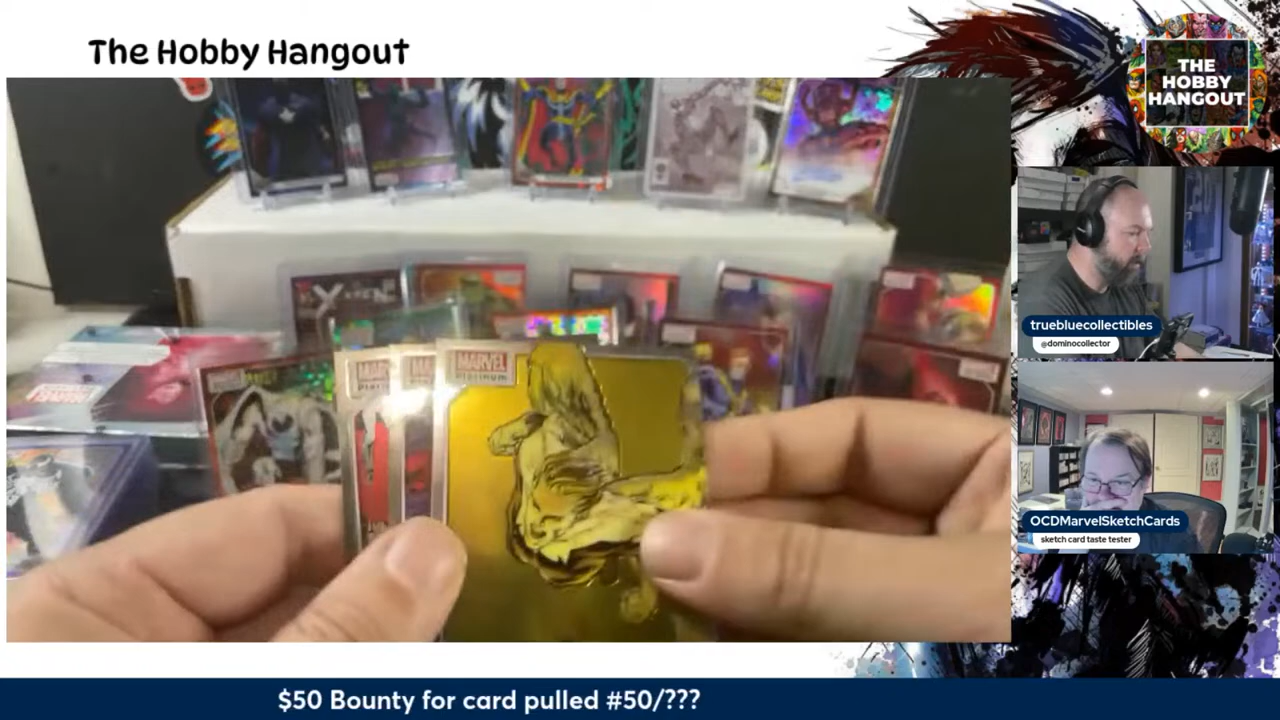 The Hobby Hangout
THE
HOBBY
HANGOUT
MARVEL
Platinum
truebluecollectibles
@dominocollector
OCDMarvelSketchCards
sketch card taste tester
$50 Bounty for card pulled #50/???